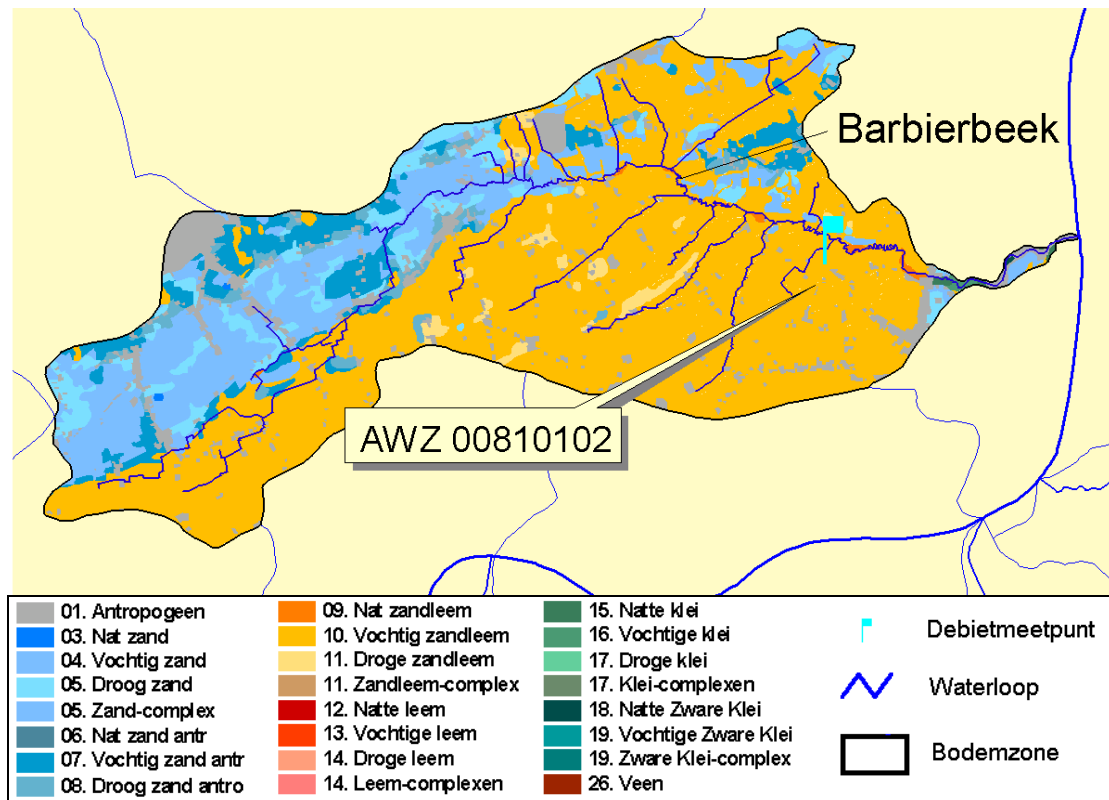 Barbierbeek
AWZ 00810102
01. Antropogeen
03. Nat zand
04. Vochtig zand
05. Droog zand
05. Zand-complex
06. Nat zand antr
07. Vochtig zand antr
08. Droog zand antro
09. Nat zandleem
10. Vochtig zandleem
11. Droge zandleem
11. Zandleem-complex
12. Natte leem
13. Vochtige leem
14. Droge leem
14. Leem-complexen
15. Natte klei
16. Vochtige klei
17. Droge klei
17. Klei-complexen
18. Natte Zware Klei
19. Vochtige Zware Klei
19. Zware Klei-complex
26. Veen
Debietmeetpunt
Waterloop
Bodemzone